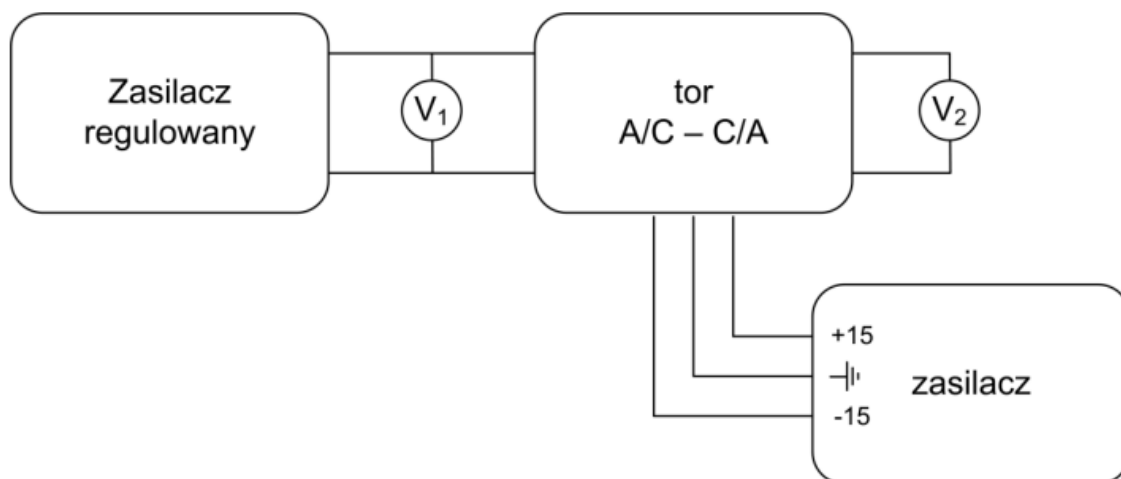 Zasilacz
regulowany
V₁
tor
A/C – C/A
V₂
+15
-15
zasilacz